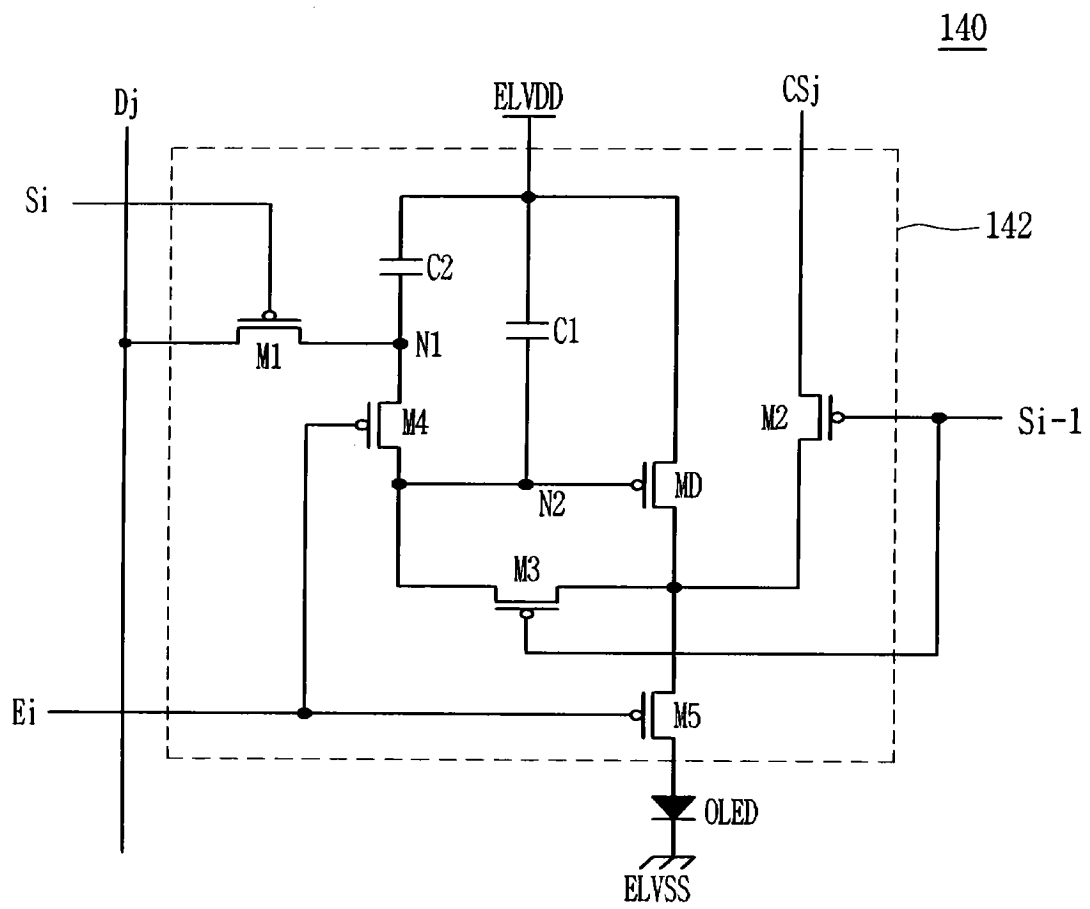 140
Dj
ELVDD
CSj
Si
142
C2
C1
M1
N1
M4
M2
Si-1
N2
MD
M3
Ei
M5
OLED
ELVSS